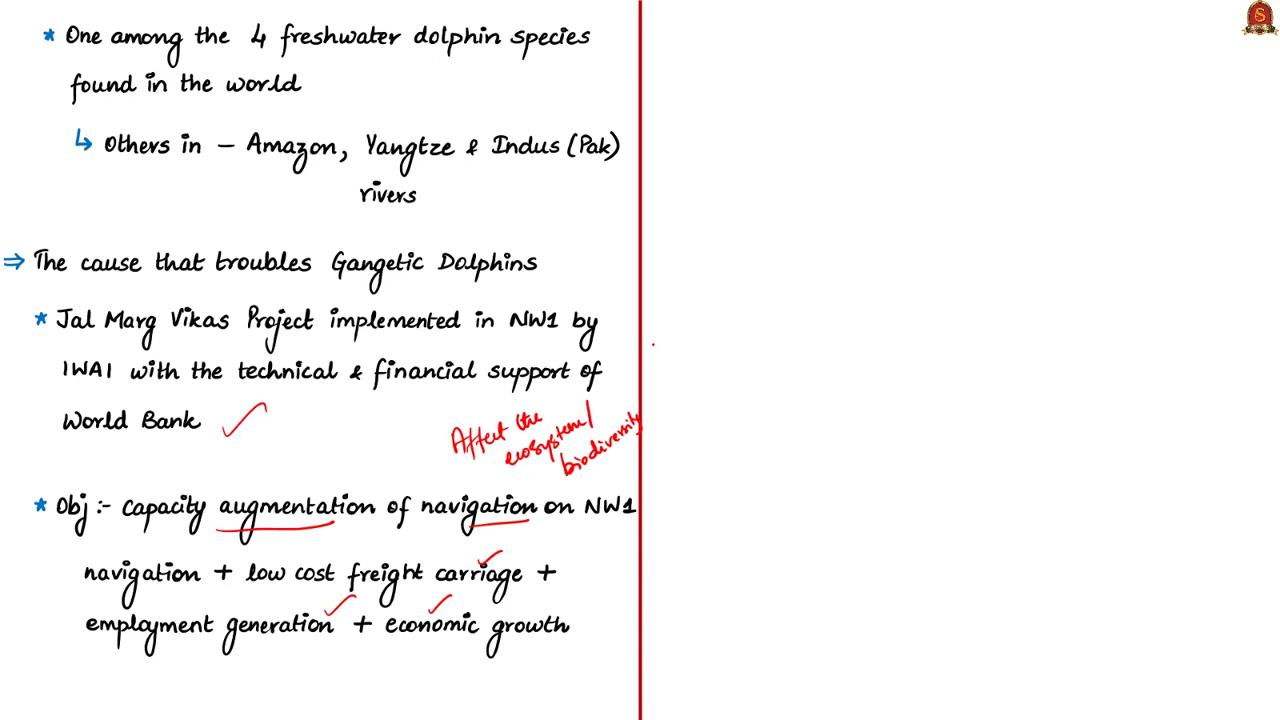 * One among the 4 freshwater dolphin species
found in the world
↳ Others in – Amazon, Yangtze & Indus (Pak)
rivers
⇒ The cause that troubles Gangetic Dolphins
* Jal Marg Vikas Project implemented in NW1 by
IWAI with the technical & financial support of
World Bank ✓
Affect the
ecosystem/
biodiversity
* Obj :- capacity augmentation of navigation on NW1
navigation + low cost freight carriage +
employment generation + economic growth
S